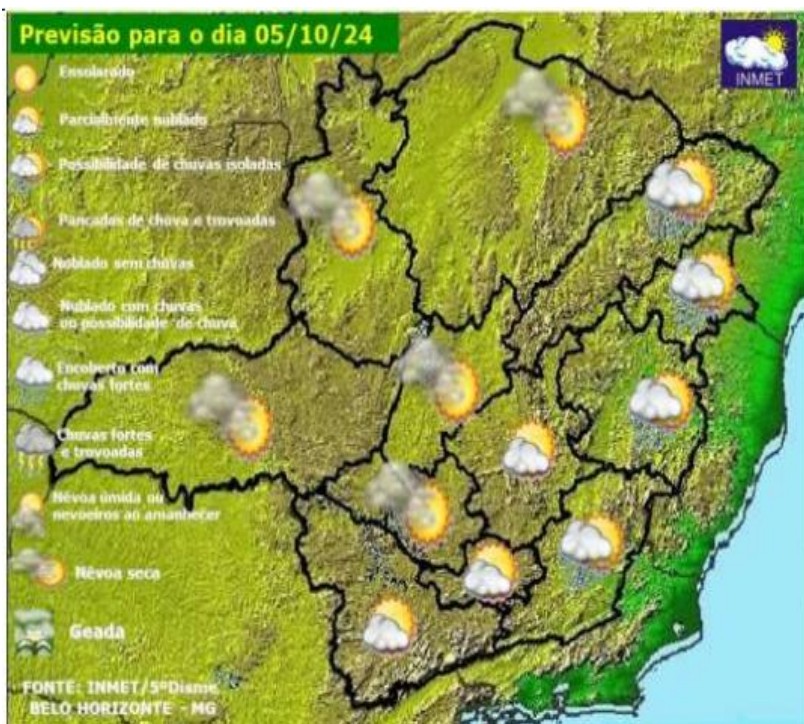 Previsão para o dia 05/10/24
INMET
Ensolarado
Parcialmente nublado
Possibilidade de chuvas isoladas
Pancadas de chuva e trovoadas
Nublado sem chuvas
Nublado com chuvas
ou possibilidade de chuva
Encoberto com
chuvas fortes
Chuvas fortes
e trovoadas
Névoa úmida ou
nevoeiros ao amanhecer
Névoa seca
Geada
FONTE: INMET/5ºDisme
BELO HORIZONTE - MG